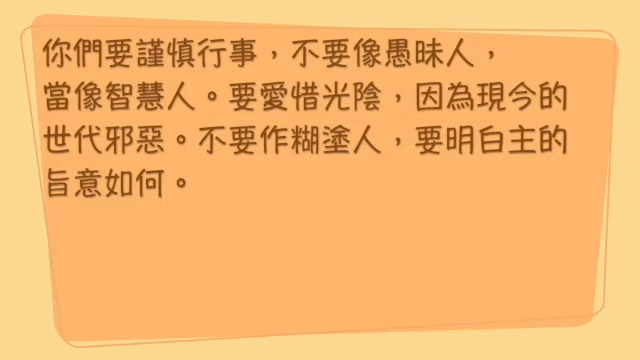 你們要謹慎行事，不要像愚昧人，
當像智慧人。要愛惜光陰，因為現今的
世代邪惡。不要作糊塗人，要明白主的
旨意如何。